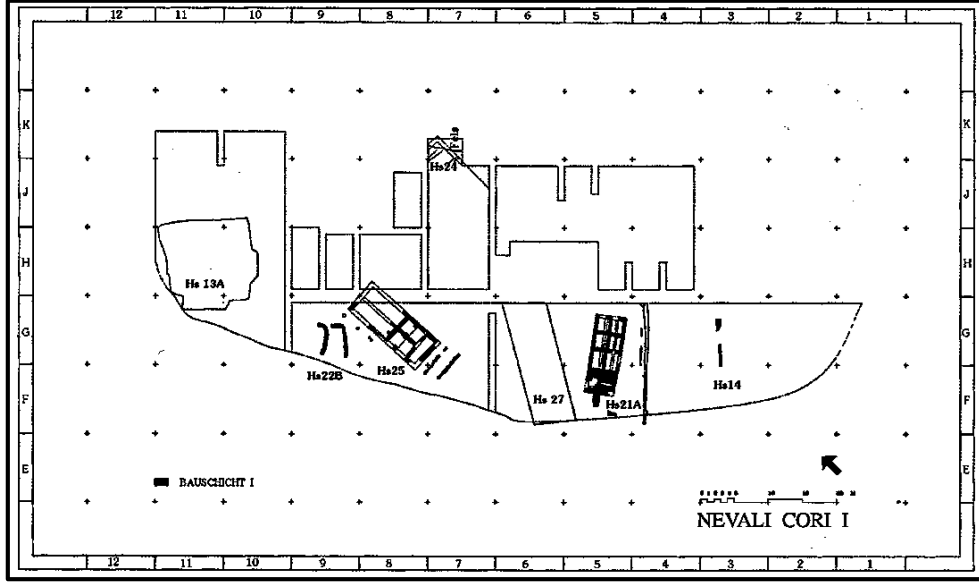 12 11 10 9 8 7 6 5 4 3 2 1
K K
Fels
Hs24
J J
H H
Hs 13A
G G
Hs22B Hs25 Hs 27 Hs21A Hs14
F F
E E
BAUSCHICHT I
NEVALI CORI I
12 11 10 9 8 7 6 5 4 3 2 1